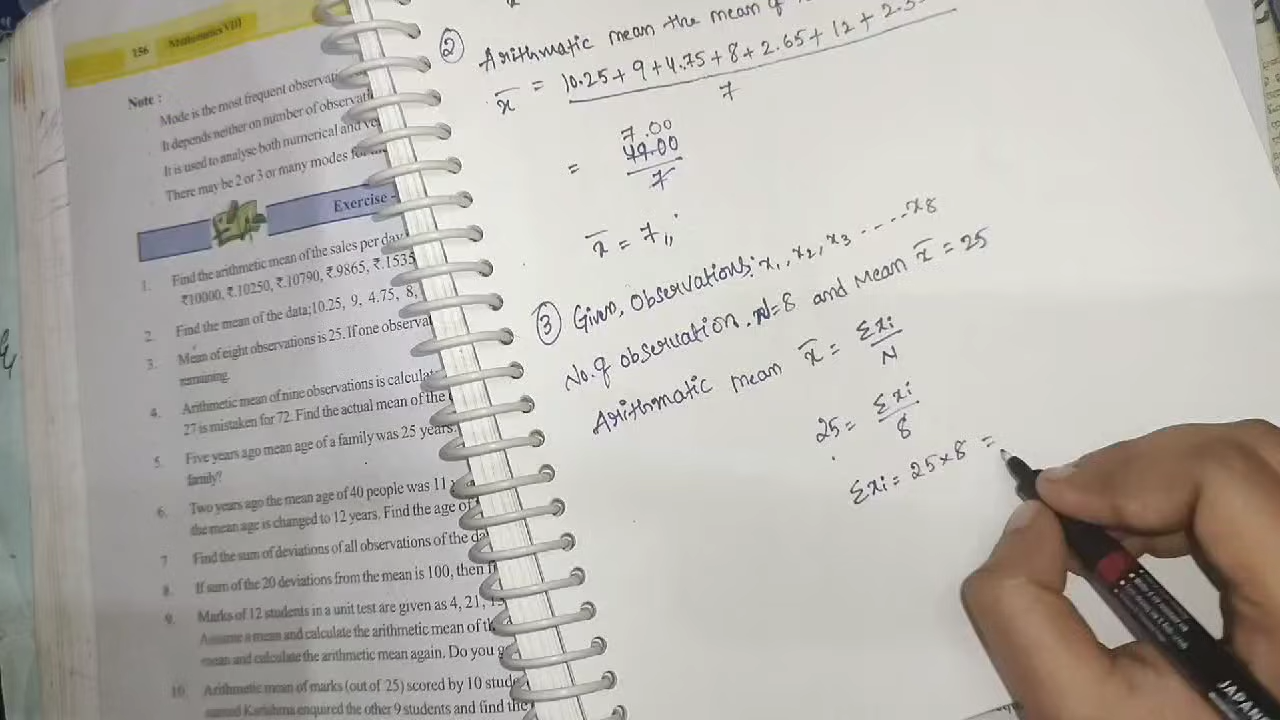 156 Mathematics VIII
Note :
Mode is the most frequent observat
It depends neither on number of observat
It is used to analyse both numerical and ve
There may be 2 or 3 or many modes for
Exercise -
1. Find the arithmetic mean of the sales per day
₹10000, ₹.10250, ₹.10790, ₹.9865, ₹.1535
2. Find the mean of the data;10.25, 9, 4.75, 8,
3. Mean of eight observations is 25. If one observat
remaining.
4. Arithmetic mean of nine observations is calculat
27 is mistaken for 72. Find the actual mean of the
5. Five years ago mean age of a family was 25 years.
family?
6. Two years ago the mean age of 40 people was 11
the mean age is changed to 12 years. Find the age of
7 Find the sum of deviations of all observations of the da
8. If sum of the 20 deviations from the mean is 100, then f
9. Marks of 12 students in a unit test are given as 4, 21, 13
Assume a mean and calculate the arithmetic mean of th
mean and calculate the arithmetic mean again. Do you g
10. Arithmetic mean of marks (out of 25) scored by 10 stude
named Karishma enquired the other 9 students and find the
② Arithmatic mean the mean of
x̄ = 10.25+9+4.75+8+2.65+12+2.3
7
7.00
= 49.00
7
x̄ = 7,,
③ Given, Observations; x₁, x₂, x₃ ........x₈
No.of observation. N=8 and Mean x̄ = 25
Arithmatic mean x̄ = Σxi
N
25 = Σxi
8
Σxi = 25×8 =
JAPAN